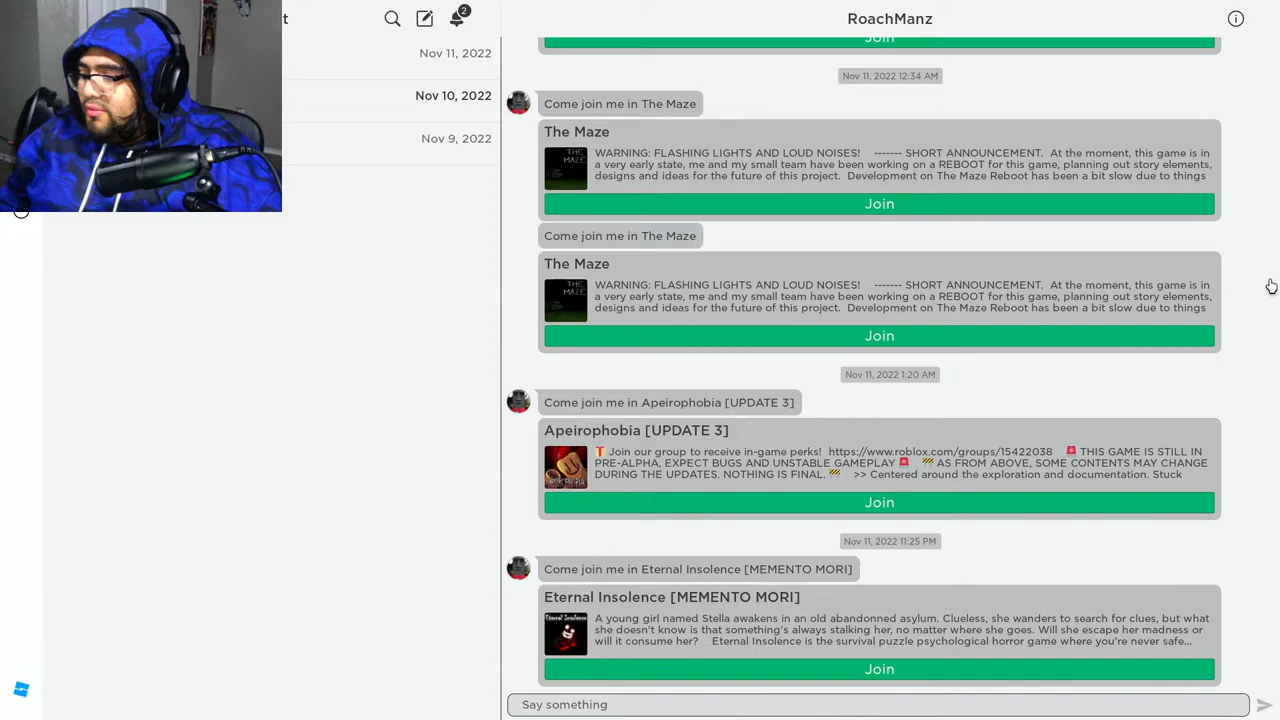 t
2
RoachManz
Nov 11, 2022
Join
Nov 11, 2022 12:34 AM
Nov 10, 2022
Come join me in The Maze
The Maze
Nov 9, 2022
WARNING: FLASHING LIGHTS AND LOUD NOISES! ------- SHORT ANNOUNCEMENT. At the moment, this game is in
a very early state, me and my small team have been working on a REBOOT for this game, planning out story elements,
designs and ideas for the future of this project. Development on The Maze Reboot has been a bit slow due to things
THE MAZE
Join
Come join me in The Maze
The Maze
WARNING: FLASHING LIGHTS AND LOUD NOISES! ------- SHORT ANNOUNCEMENT. At the moment, this game is in
a very early state, me and my small team have been working on a REBOOT for this game, planning out story elements,
designs and ideas for the future of this project. Development on The Maze Reboot has been a bit slow due to things
THE MAZE
Join
Nov 11, 2022 1:20 AM
Come join me in Apeirophobia [UPDATE 3]
Apeirophobia [UPDATE 3]
Join our group to receive in-game perks! https://www.roblox.com/groups/15422038 🚨 THIS GAME IS STILL IN
PRE-ALPHA, EXPECT BUGS AND UNSTABLE GAMEPLAY 🚨 🚧 AS FROM ABOVE, SOME CONTENTS MAY CHANGE
DURING THE UPDATES. NOTHING IS FINAL. 🚧 >> Centered around the exploration and documentation. Stuck
Join
Nov 11, 2022 11:25 PM
Come join me in Eternal Insolence [MEMENTO MORI]
Eternal Insolence [MEMENTO MORI]
A young girl named Stella awakens in an old abandonned asylum. Clueless, she wanders to search for clues, but what
she doesn't know is that something's always stalking her, no matter where she goes. Will she escape her madness or
will it consume her? Eternal Insolence is the survival puzzle psychological horror game where you're never safe...
Eternal Insolence
Join
Say something